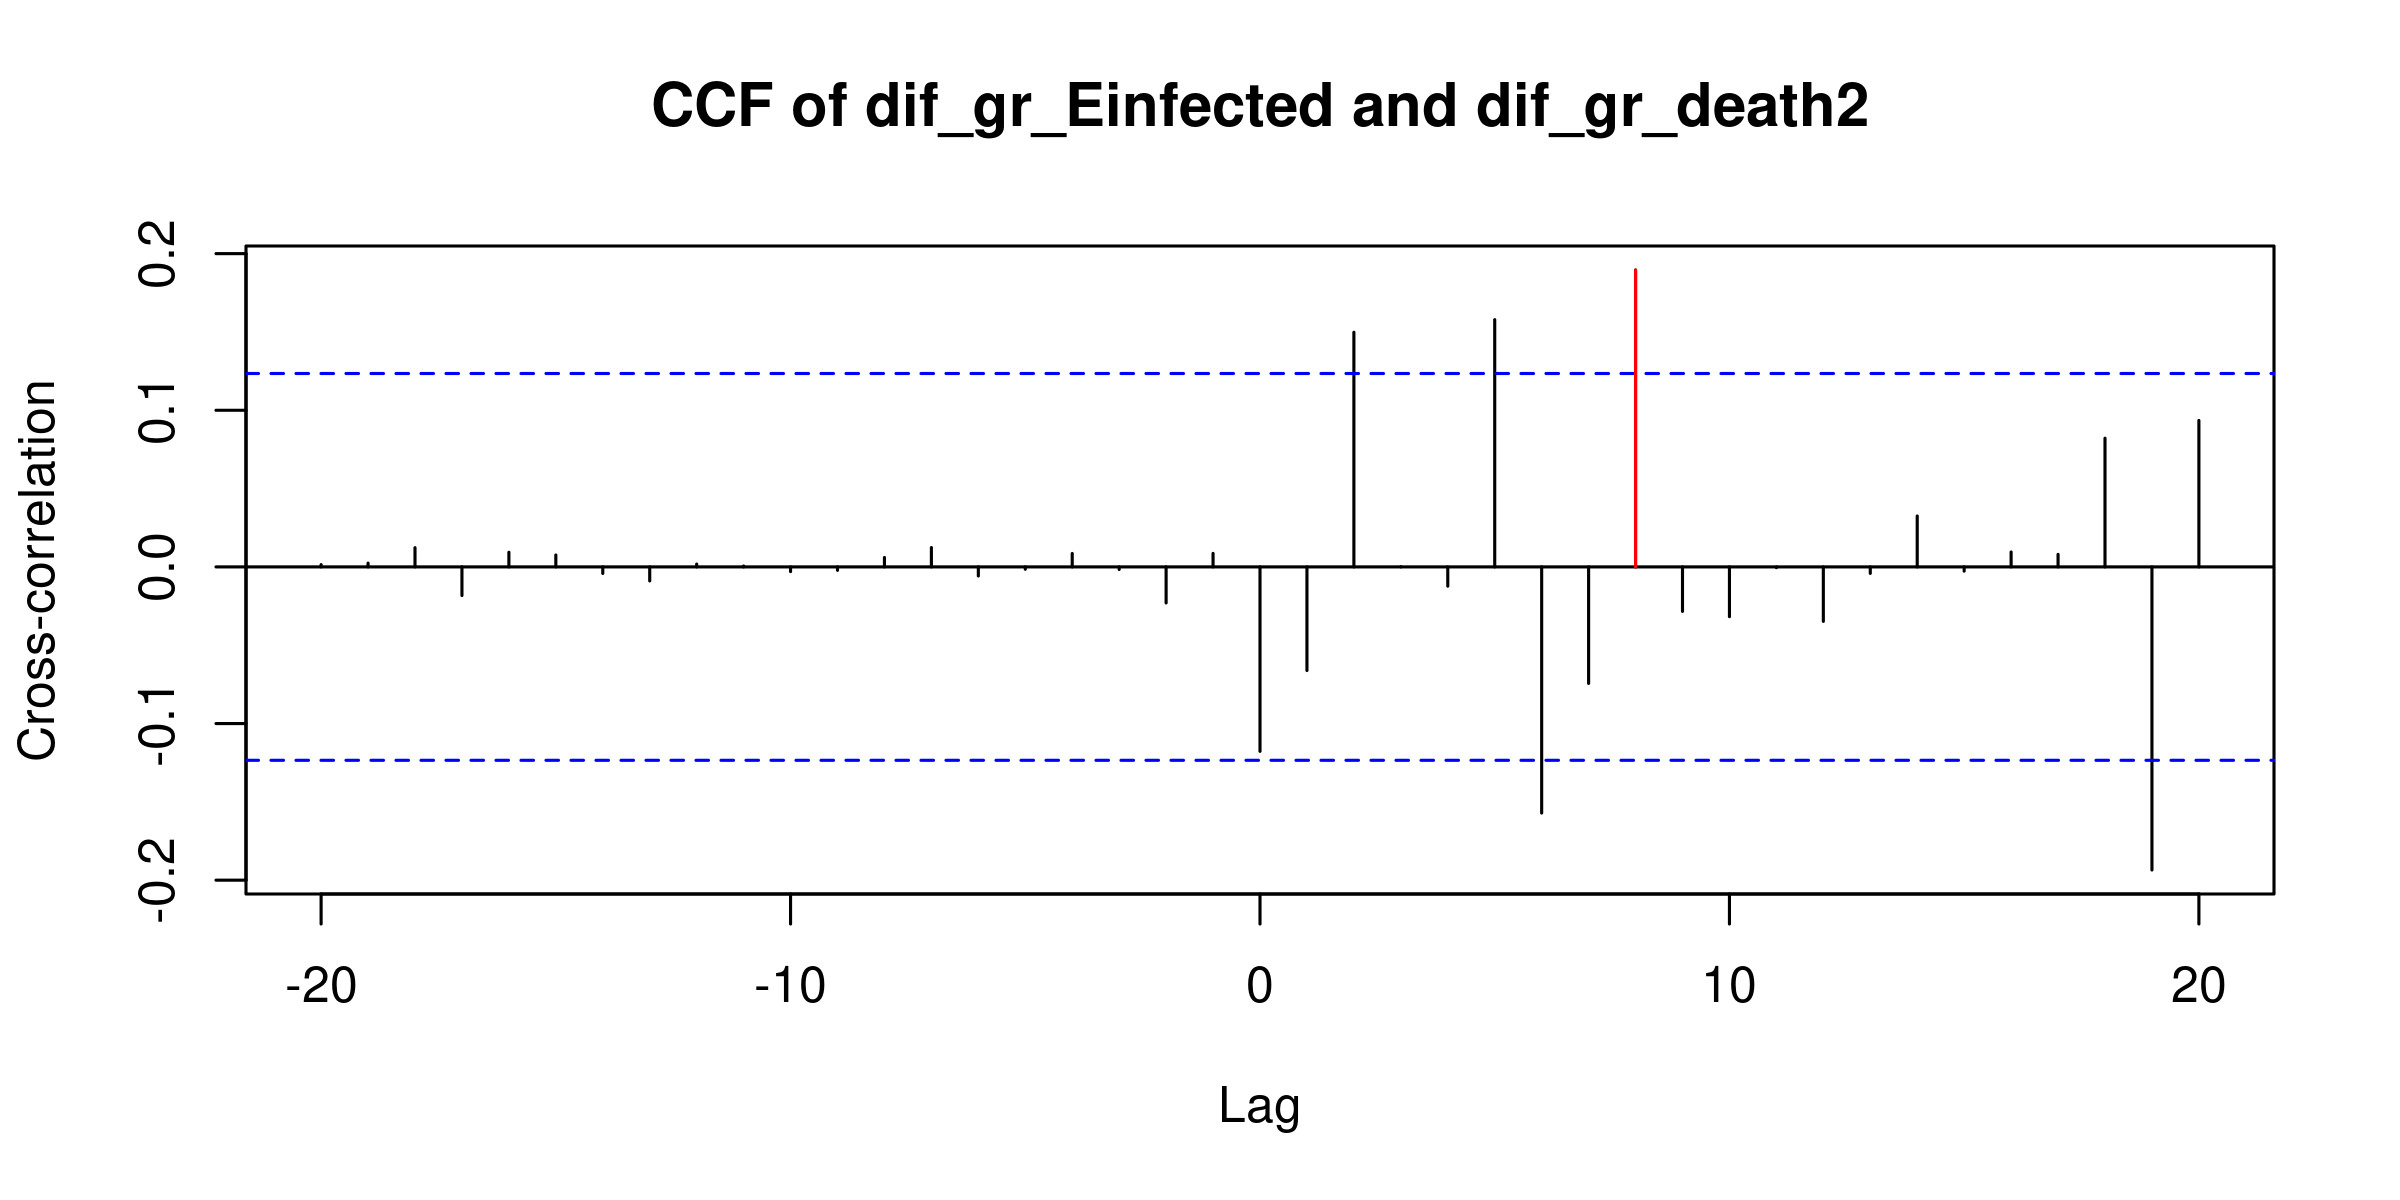 CCF of dif_gr_Einfected and dif_gr_death2
Cross-correlation
0.2
0.1
0.0
-0.1
-0.2
-20 -10 0 10 20
Lag